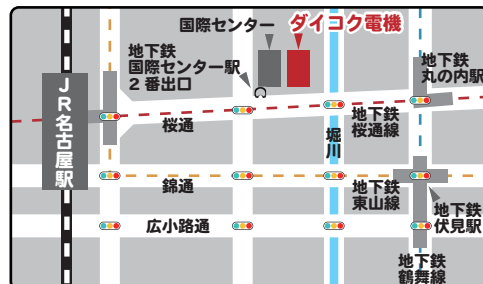 国際センター
ダイコク電機
地下鉄
国際センター駅
2番出口
地下鉄
丸の内駅
JR名古屋駅
桜通
地下鉄
桜通線
堀川
錦通
地下鉄
東山線
広小路通
地下鉄
伏見駅
地下鉄
鶴舞線